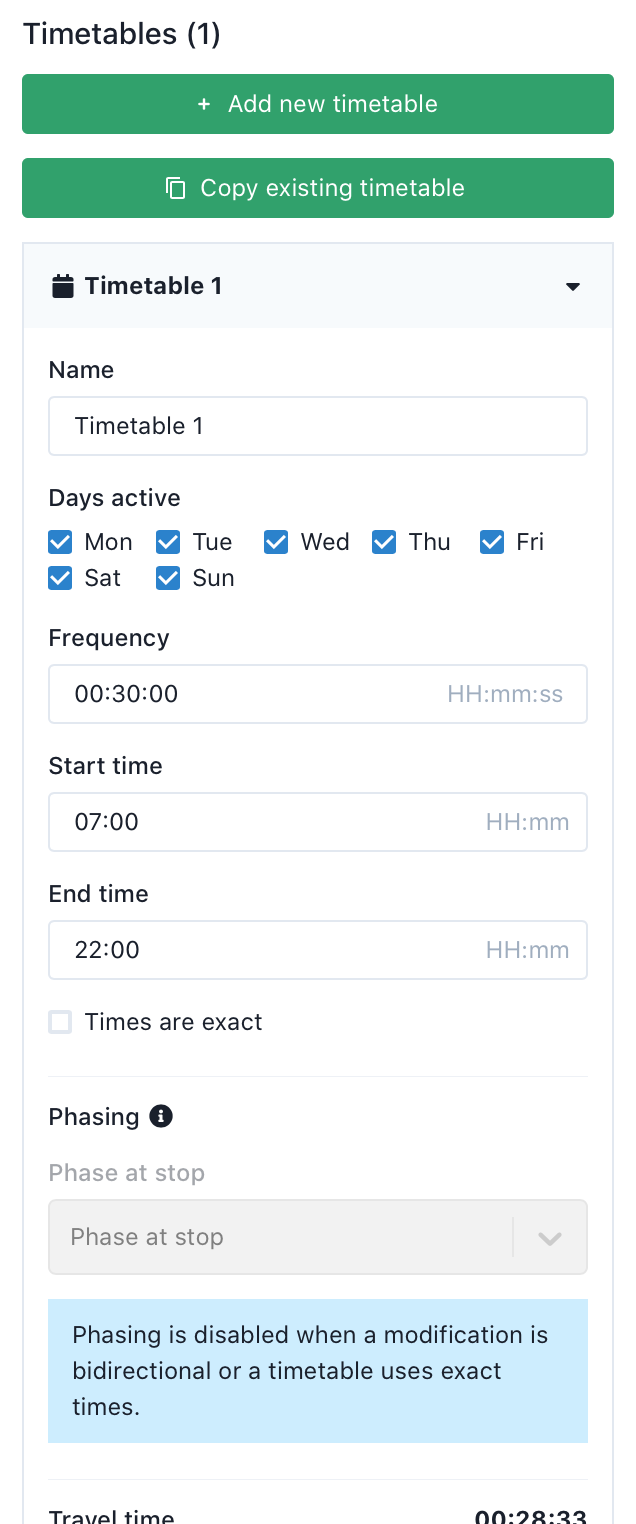 Timetables (1)
+ Add new timetable
Copy existing timetable
Timetable 1
Name
Timetable 1
Days active
Mon Tue Wed Thu Fri
Sat Sun
Frequency
00:30:00 HH:mm:ss
Start time
07:00 HH:mm
End time
22:00 HH:mm
Times are exact
Phasing
Phase at stop
Phase at stop
Phasing is disabled when a modification is
bidirectional or a timetable uses exact
times.
Travel time 00:28:33